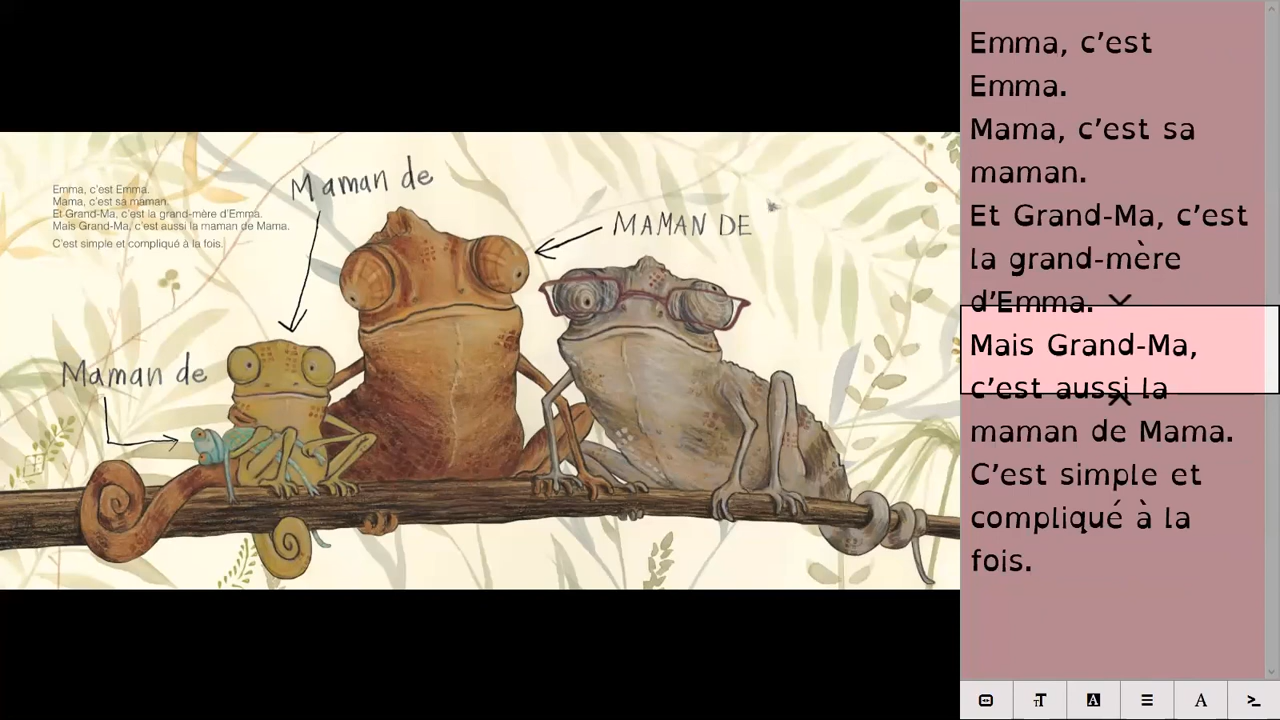 Emma, c'est Emma.
Mama, c'est sa maman.
Et Grand-Ma, c'est la grand-mère d'Emma.
Mais Grand-Ma, c'est aussi la maman de Mama.
C'est simple et compliqué à la fois.
Maman de
MAMAN DE
Maman de
Emma, c’est
Emma.
Mama, c’est sa
maman.
Et Grand-Ma, c’est
la grand-mère
d’Emma.
Mais Grand-Ma,
c’est aussi la
maman de Mama.
C’est simple et
compliqué à la
fois.